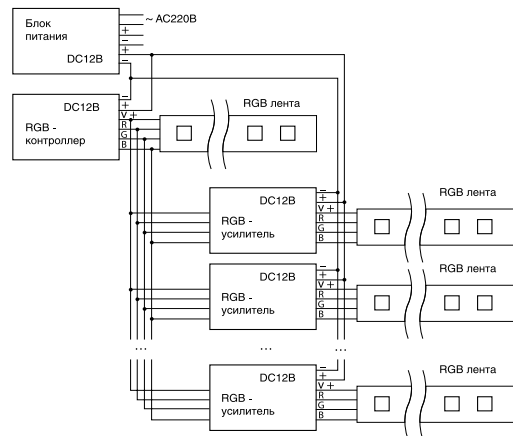 Блок
питания
DC12В
~ AC220В
+
−
+
−
DC12В
RGB -
контроллер
−
+
V +
R
G
B
RGB лента
DC12В
RGB -
усилитель
−
+
V +
R
G
B
RGB лента
DC12В
RGB -
усилитель
−
+
V +
R
G
B
RGB лента
... ... ...
DC12В
RGB -
усилитель
−
+
V +
R
G
B
RGB лента